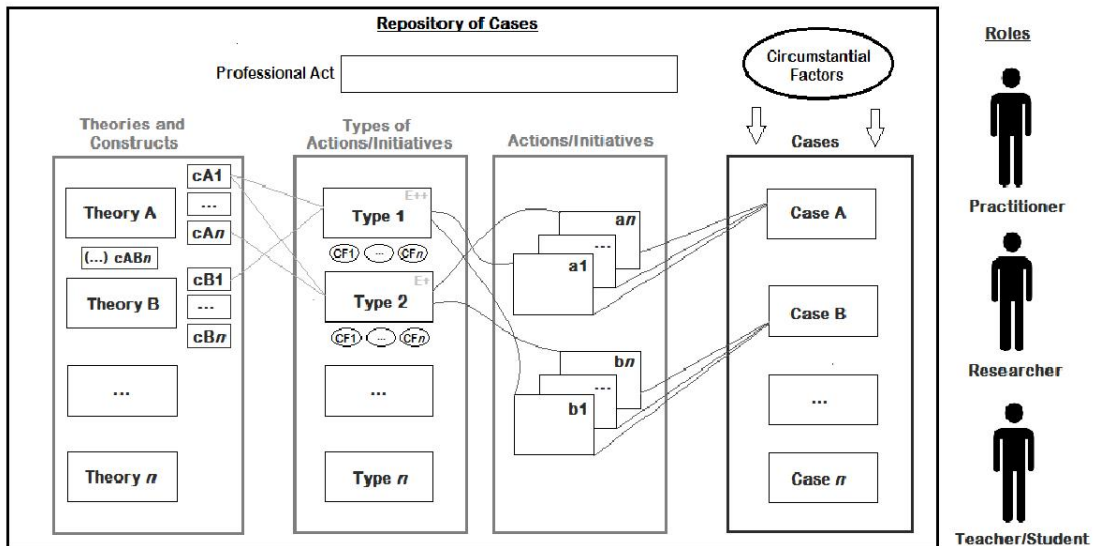 Repository of Cases
Professional Act
Circumstantial
Factors
Roles
Theories and
Constructs
Types of
Actions/Initiatives
Actions/Initiatives
Cases
cA1
Theory A
...
cAn
(...) cABn
cB1
Theory B
...
cBn
...
Theory n
E++
Type 1
CF1 ... CFn
E+
Type 2
CF1 ... CFn
...
Type n
an
...
a1
bn
...
b1
Case A
Case B
...
Case n
Practitioner
Researcher
Teacher/Student